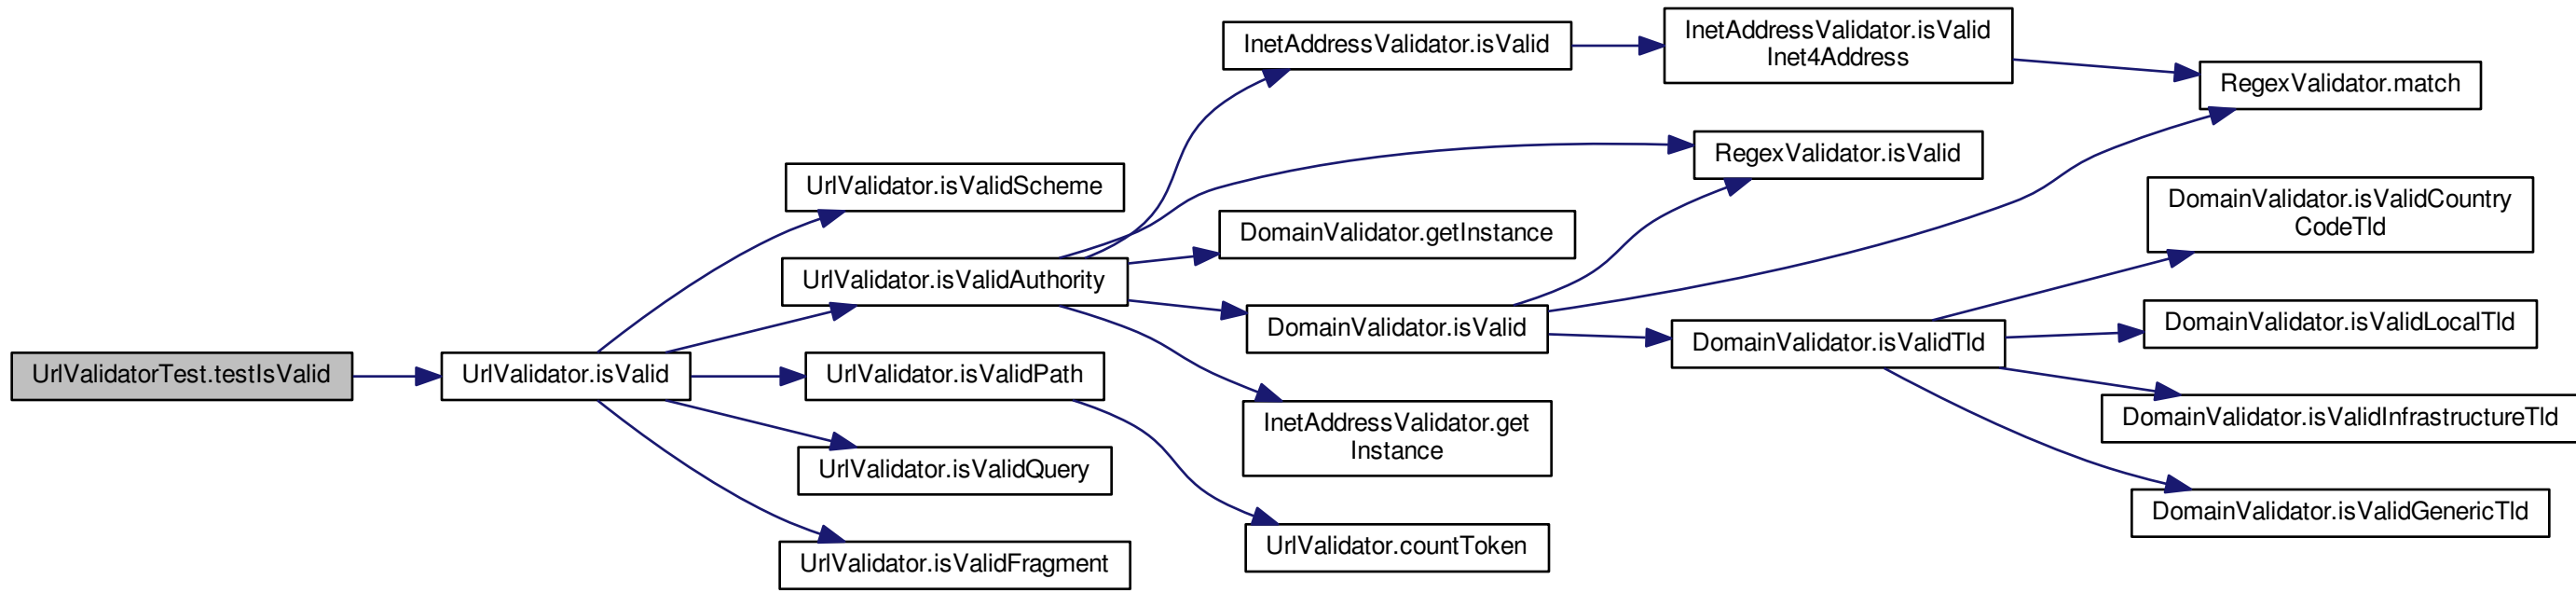 UrlValidatorTest.testIsValid
UrlValidator.isValid
UrlValidator.isValidScheme
UrlValidator.isValidAuthority
UrlValidator.isValidPath
UrlValidator.isValidQuery
UrlValidator.isValidFragment
InetAddressValidator.isValid
DomainValidator.getInstance
DomainValidator.isValid
InetAddressValidator.get
Instance
UrlValidator.countToken
InetAddressValidator.isValid
Inet4Address
RegexValidator.isValid
DomainValidator.isValidTld
RegexValidator.match
DomainValidator.isValidCountry
CodeTld
DomainValidator.isValidLocalTld
DomainValidator.isValidInfrastructureTld
DomainValidator.isValidGenericTld